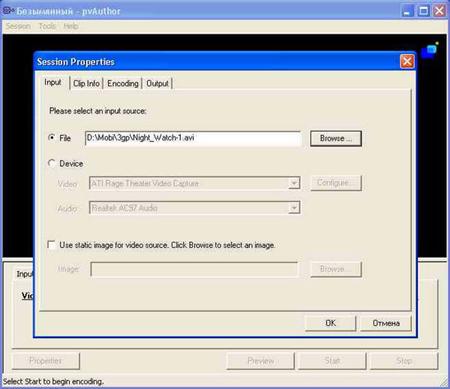 Безымянный - pvAuthor
Session Tools Help
Session Properties
Input Clip Info Encoding Output
Please select an input source:
File D:\Mobi\3gp\Night_Watch-1.avi Browse ...
Device
Video: ATI Rage Theater Video Capture Configure...
Audio: Realtek AC97 Audio
Use static image for video source. Click Browse to select an image.
Image: Browse...
OK Отмена
Input
Properties Preview Start Stop
Select Start to begin encoding.